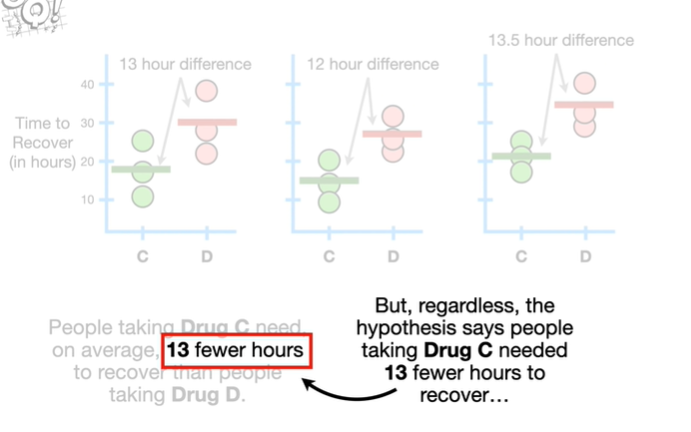 SQ!
13 hour difference
12 hour difference
13.5 hour difference
Time to
Recover
(in hours)
40
30
20
10
C
D
C
D
C
D
People taking Drug C need,
on average, 13 fewer hours
to recover than people
taking Drug D.
But, regardless, the
hypothesis says people
taking Drug C needed
13 fewer hours to
recover...